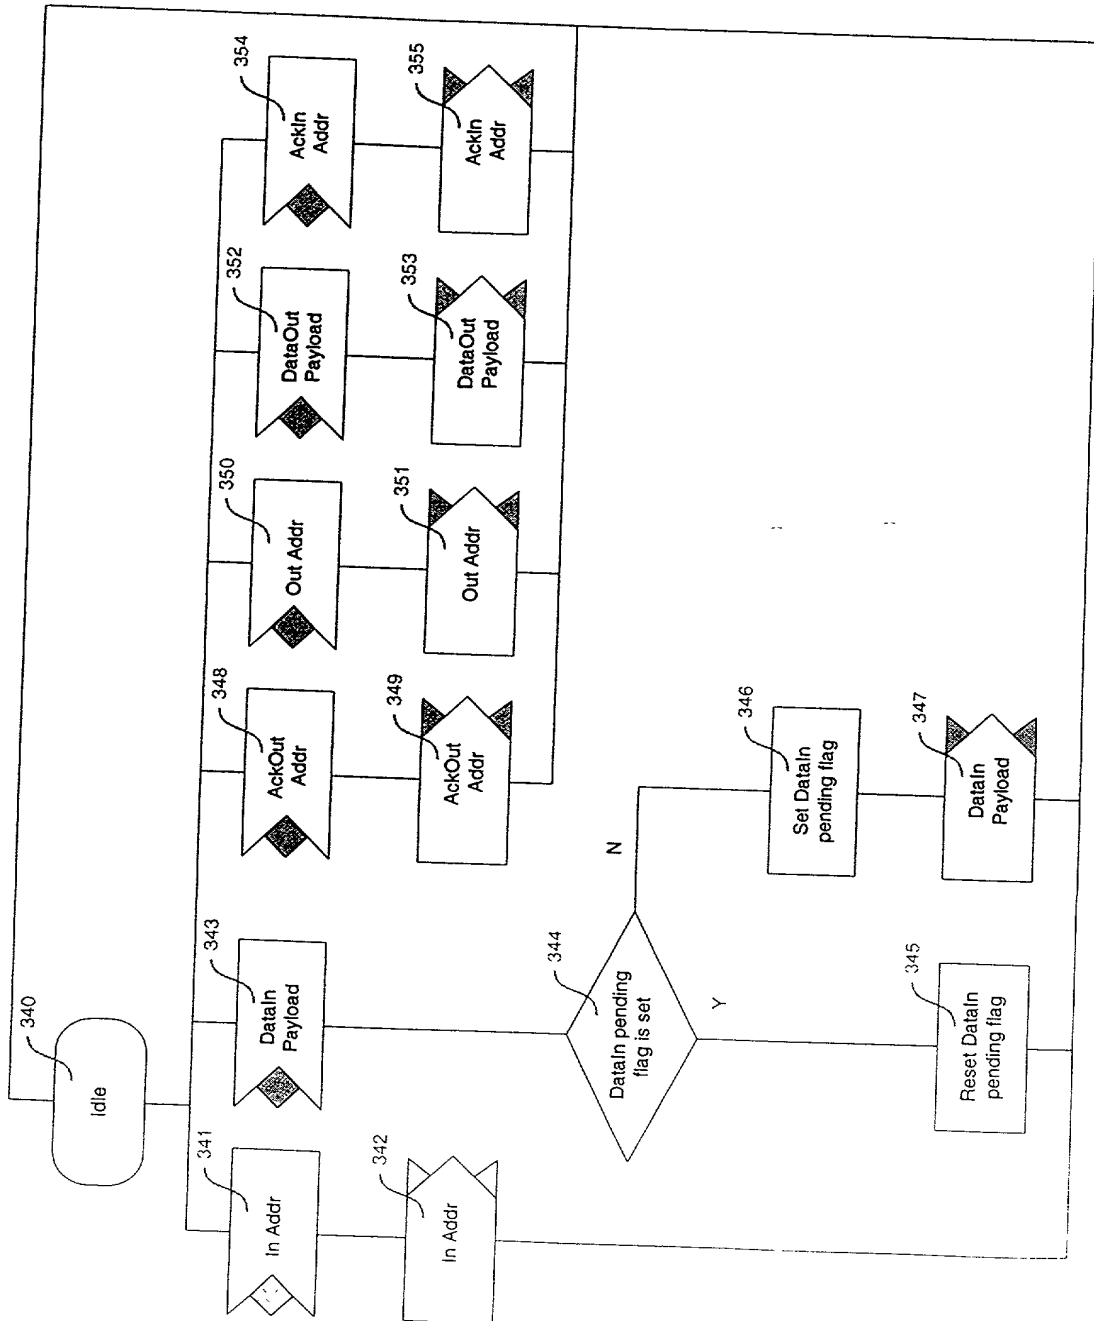 340
Idle
341
In Addr
342
In Addr
343
DataIn
Payload
344
DataIn pending
flag is set
Y
N
345
Reset DataIn
pending flag
346
Set DataIn
pending flag
347
DataIn
Payload
348
AckOut
Addr
349
AckOut
Addr
350
Out Addr
351
Out Addr
352
DataOut
Payload
353
DataOut
Payload
354
AckIn
Addr
355
AckIn
Addr